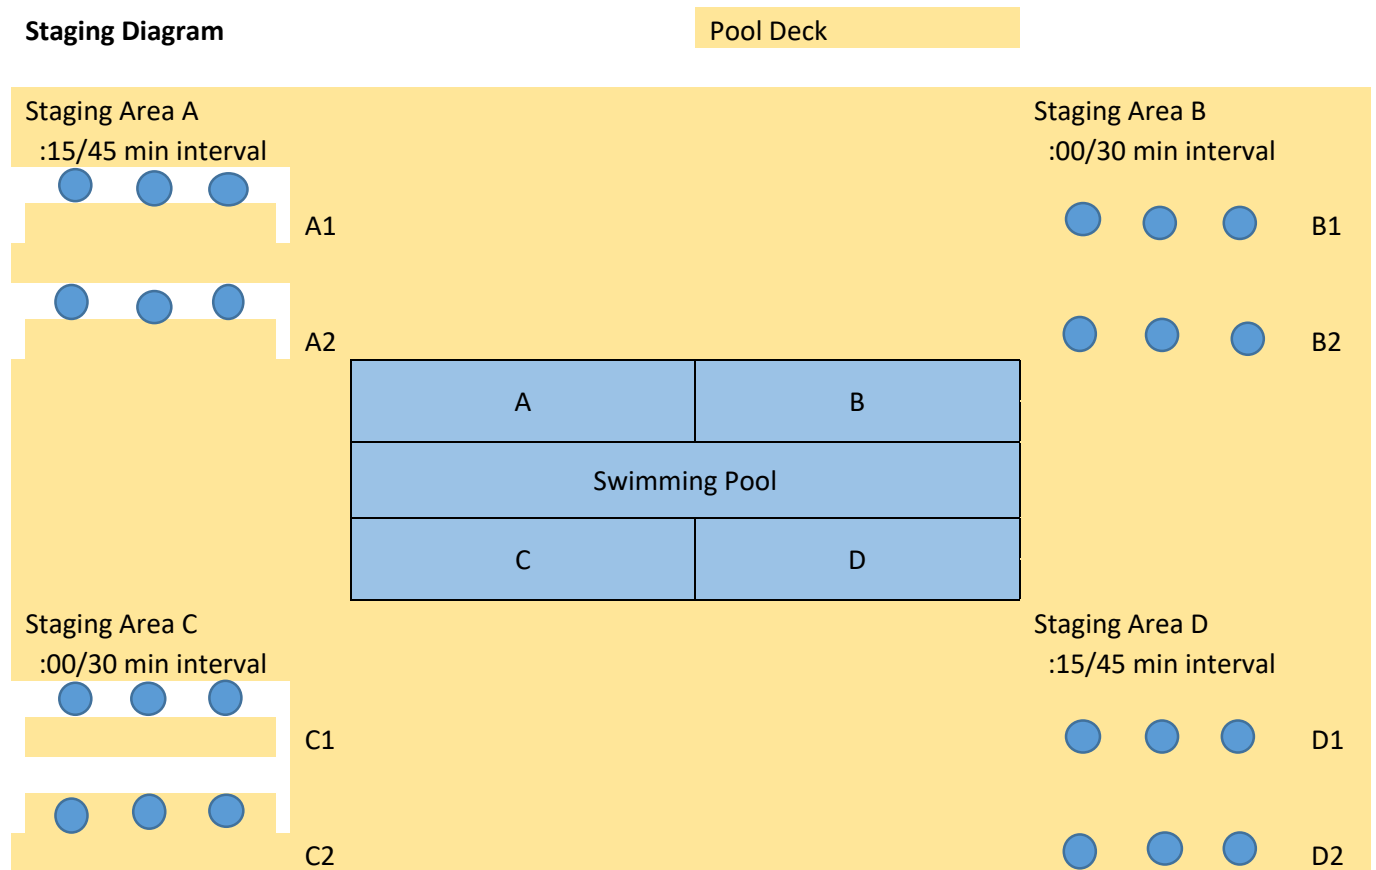 Staging Diagram
Pool Deck
Staging Area A
:15/45 min interval
Staging Area B
:00/30 min interval
A1
B1
A2
B2
A
B
Swimming Pool
C
D
Staging Area C
:00/30 min interval
Staging Area D
:15/45 min interval
C1
D1
C2
D2